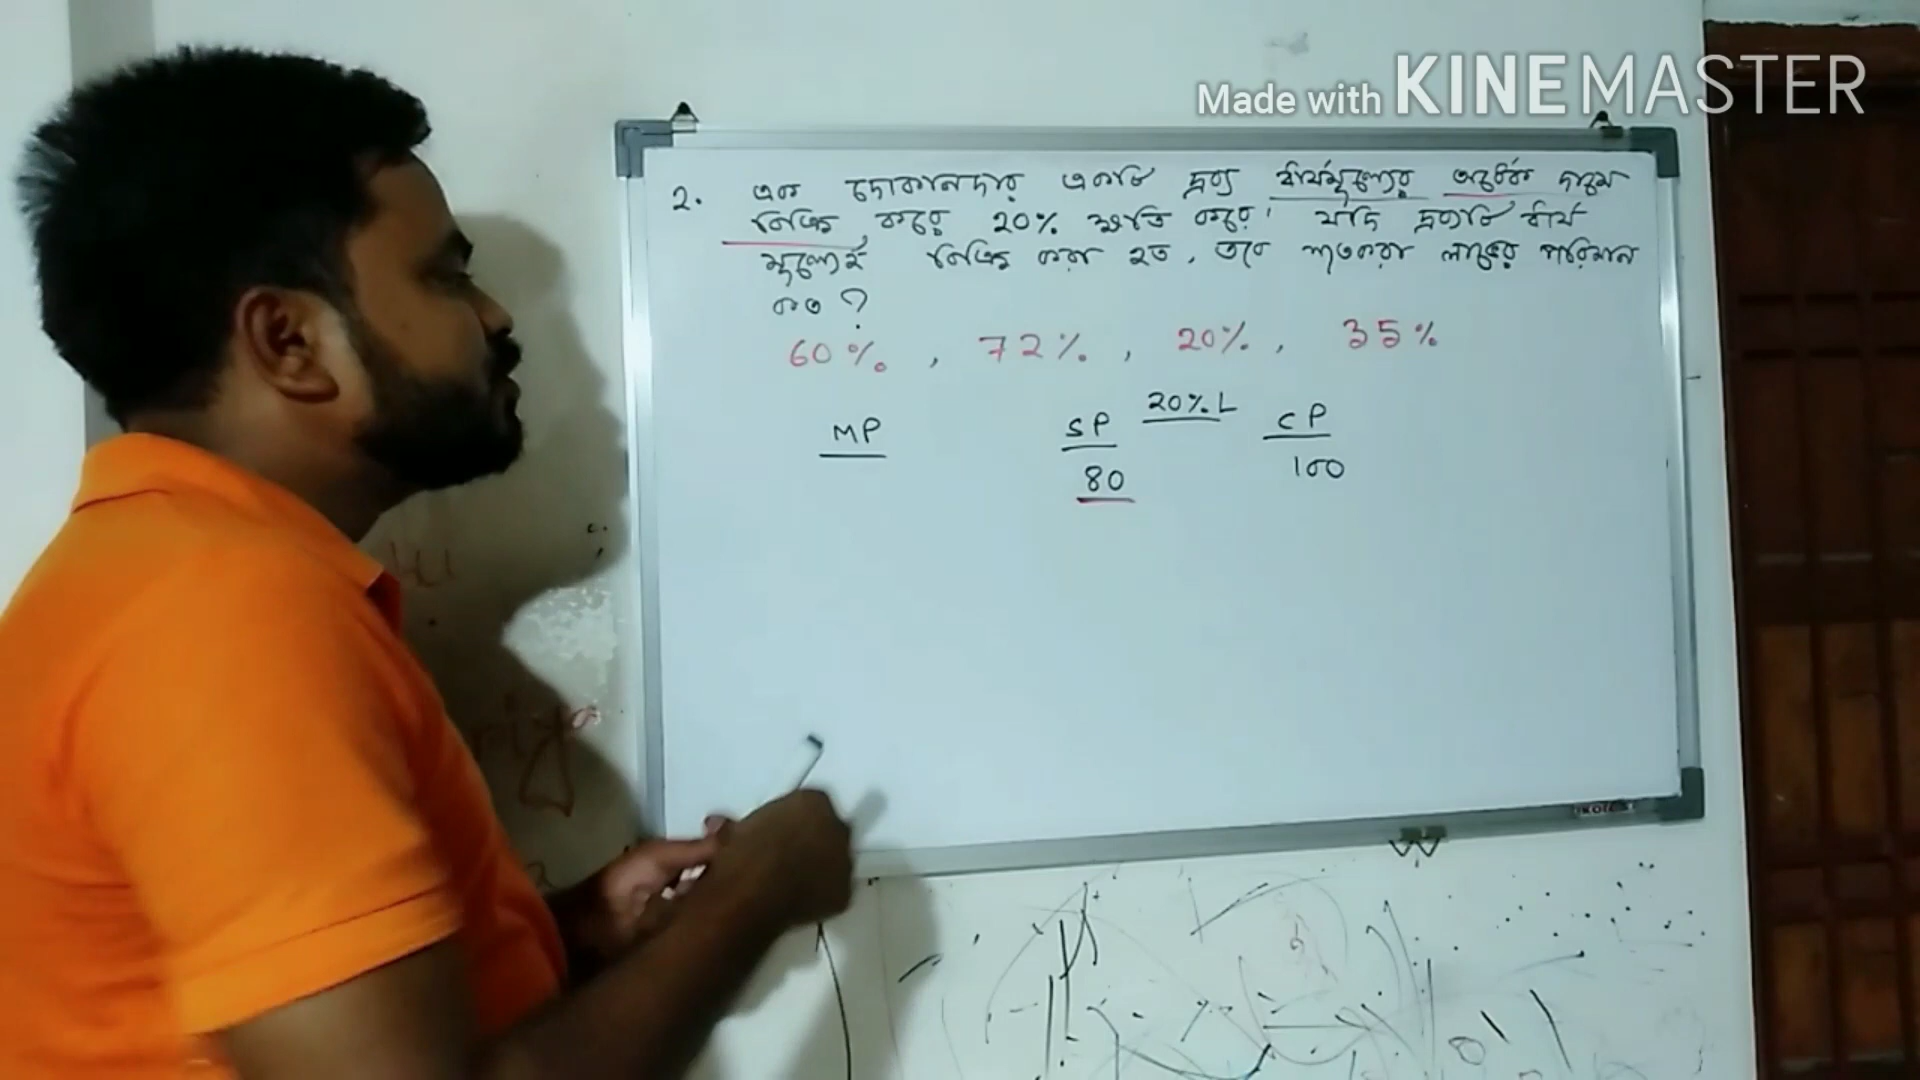 Made with KINEMASTER
2. এক দোকানদার একটি দ্রব্য ধার্যমূল্যের অর্ধেক দামে
বিক্রি করে 20% ক্ষতি করে। যদি দ্রব্যটি ধার্য
মূল্যেই বিক্রি করা হত, তবে শতকরা লাভের পরিমান
কত ?
60%, 72%, 20%, 35%
MP SP 20%L CP
80 100